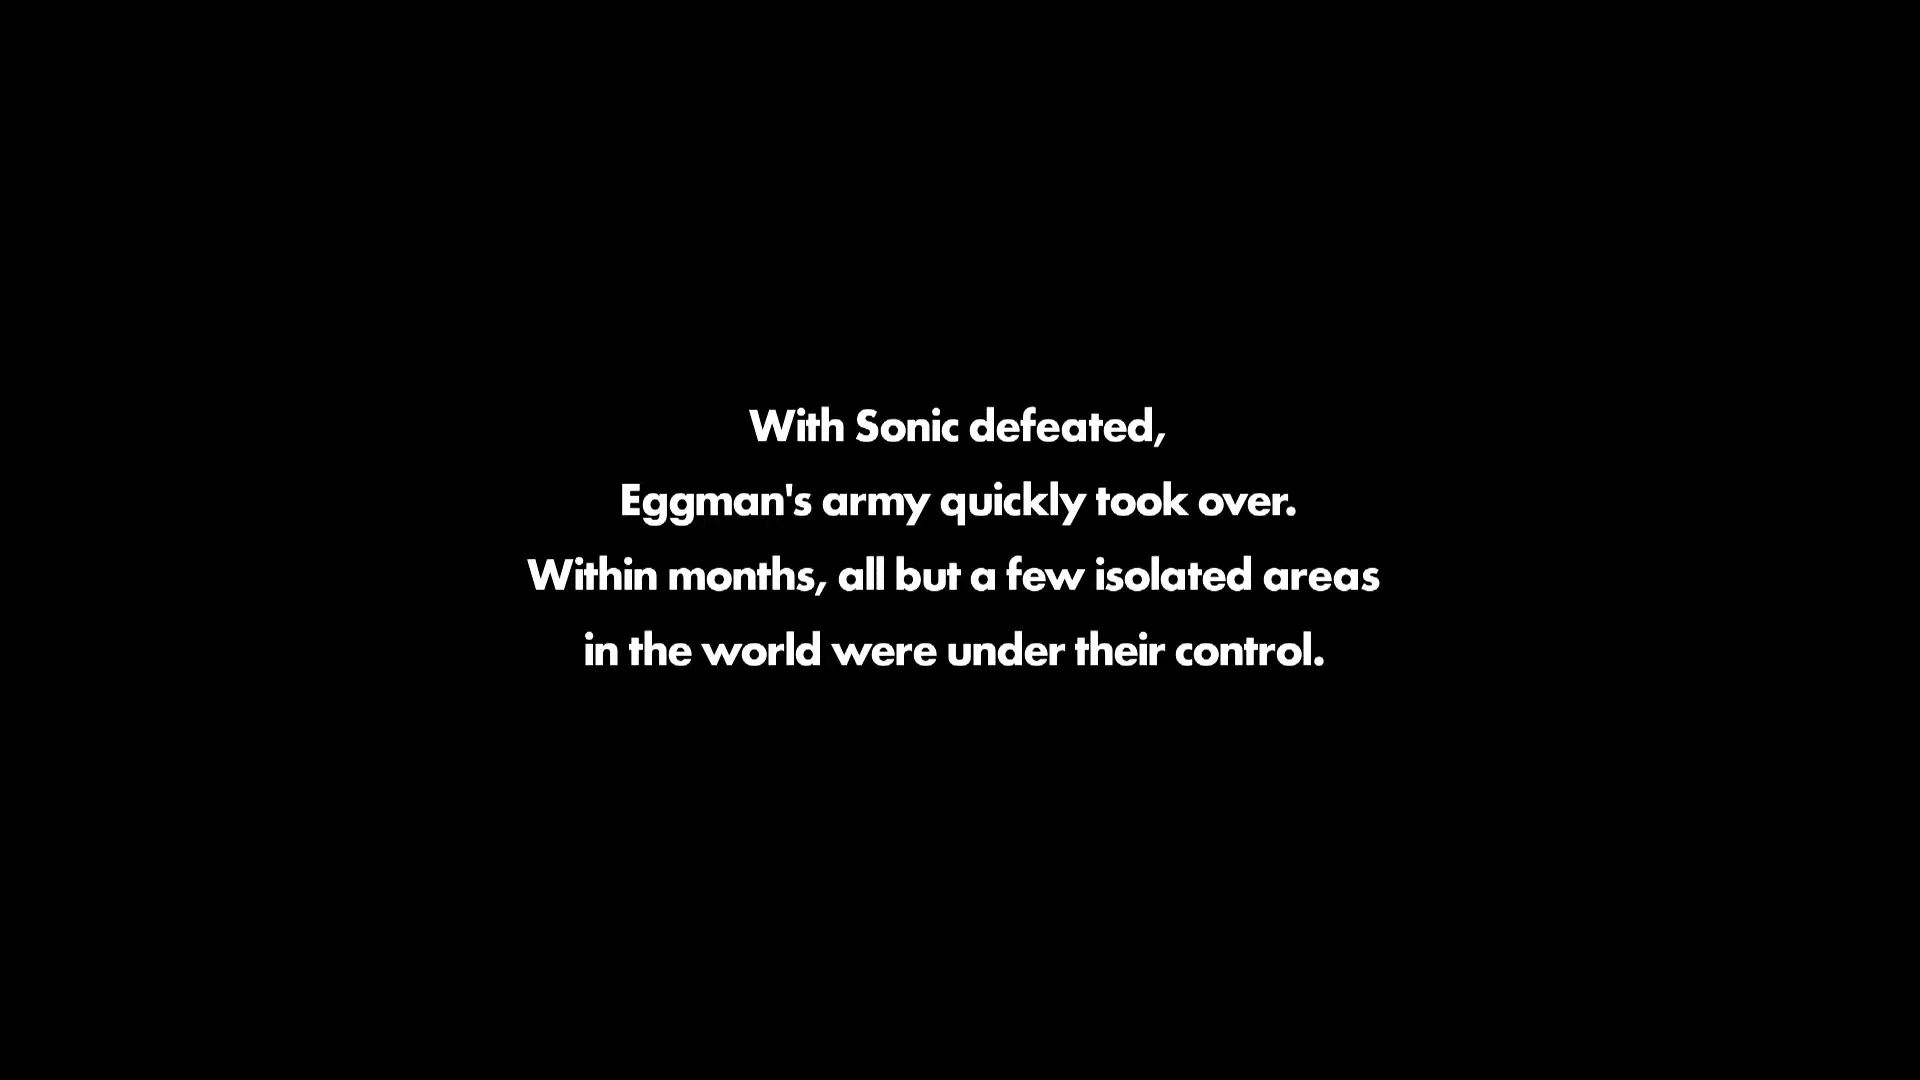 With Sonic defeated,
Eggman's army quickly took over.
Within months, all but a few isolated areas
in the world were under their control.